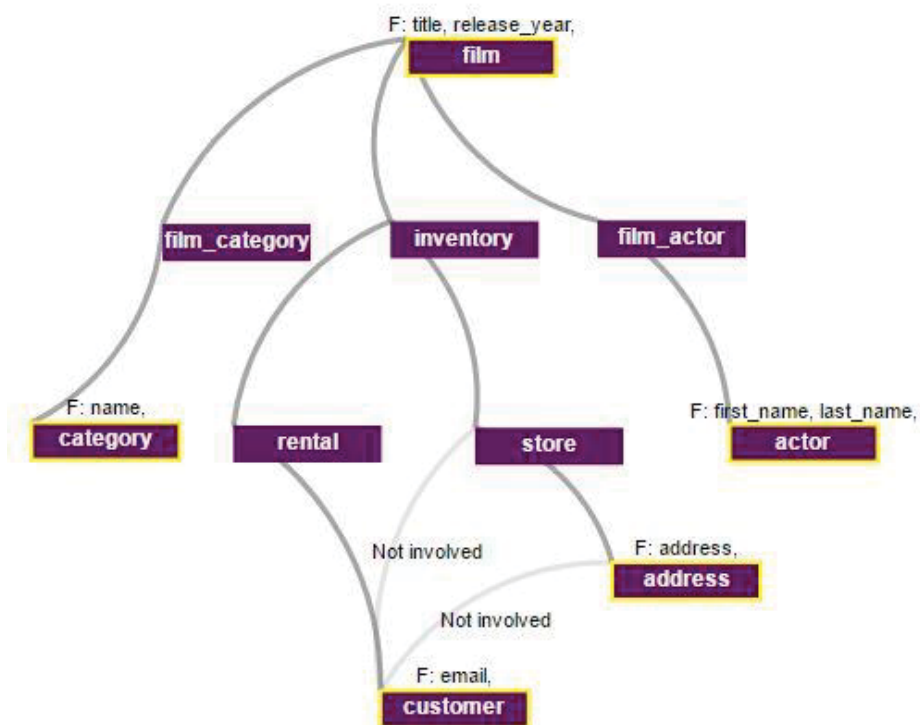 F: title, release_year,
film
film_category
inventory
film_actor
F: name,
category
rental
store
F: first_name, last_name,
actor
Not involved
F: address,
address
Not involved
F: email,
customer